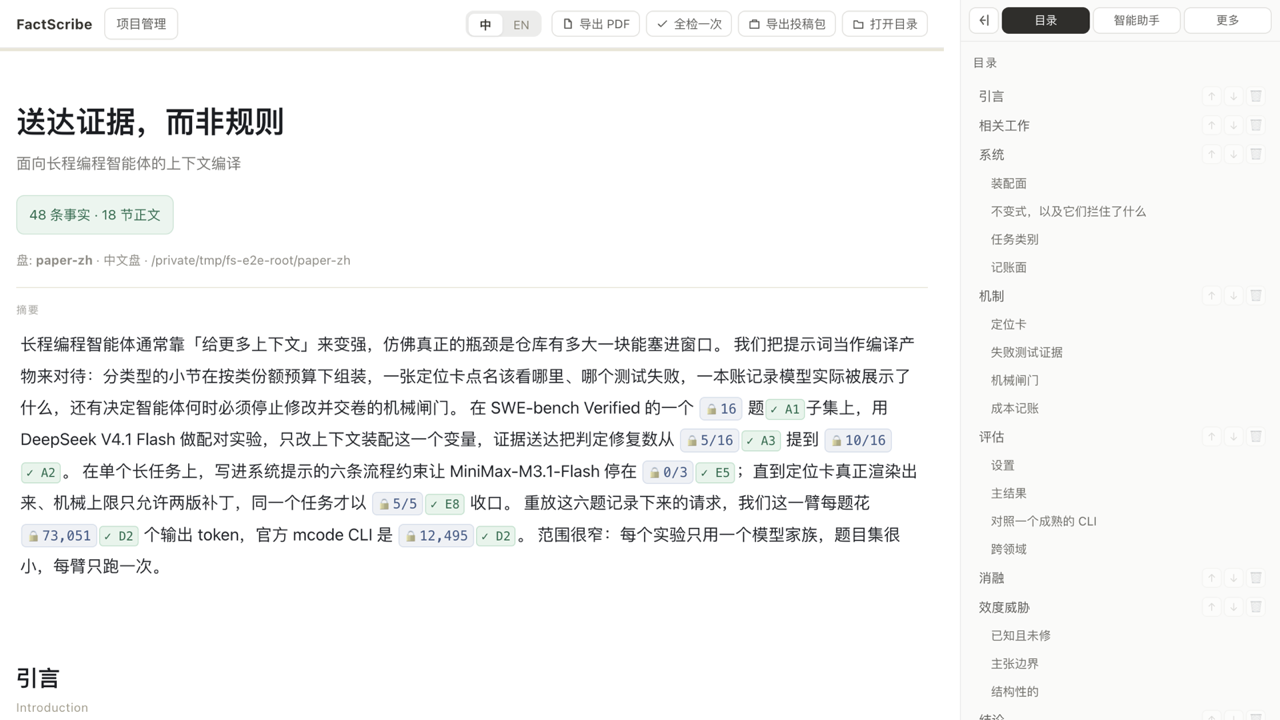 FactScribe 项目管理 中 EN 导出 PDF 全检一次 导出投稿包 打开目录
送达证据，而非规则
面向长程编程智能体的上下文编译
48 条事实 · 18 节正文
盘: paper-zh · 中文盘 · /private/tmp/fs-e2e-root/paper-zh
摘要
长程编程智能体通常靠「给更多上下文」来变强，仿佛真正的瓶颈是仓库有多大一块能塞进窗口。 我们把提示词当作编译产
物来对待：分类型的小节在按类份额预算下组装，一张定位卡点名该看哪里、哪个测试失败，一本账记录模型实际被展示了
什么，还有决定智能体何时必须停止修改并交卷的机械闸门。 在 SWE-bench Verified 的一个 🔒16 题 ✓ A1 子集上，用
DeepSeek V4.1 Flash 做配对实验，只改上下文装配这一个变量，证据送达把判定修复数从 🔒5/16 ✓ A3 提到 🔒10/16
✓ A2 。 在单个长任务上，写进系统提示的六条流程约束让 MiniMax-M3.1-Flash 停在 🔒0/3 ✓ E5 ；直到定位卡真正渲染出
来、机械上限只允许两版补丁，同一个任务才以 🔒5/5 ✓ E8 收口。 重放这六题记录下来的请求，我们这一臂每题花
🔒73,051 ✓ D2 个输出 token，官方 mcode CLI 是 🔒12,495 ✓ D2 。 范围很窄：每个实验只用一个模型家族，题目集很
小，每臂只跑一次。
引言
Introduction
目录 智能助手 更多
目录
引言
相关工作
系统
装配面
不变式，以及它们拦住了什么
任务类别
记账面
机制
定位卡
失败测试证据
机械闸门
成本记账
评估
设置
主结果
对照一个成熟的 CLI
跨领域
消融
效度威胁
已知且未修
主张边界
结构性的
结论